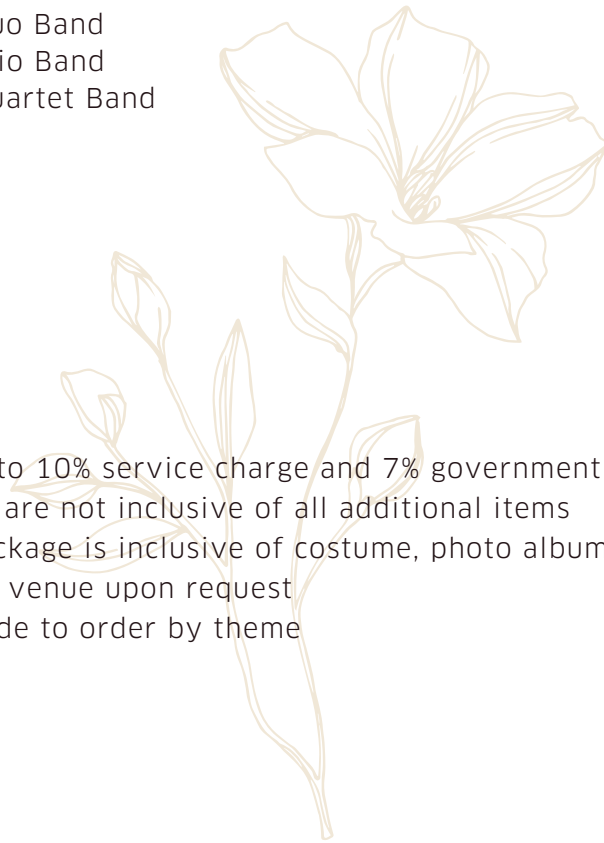 uo Band
io Band
uartet Band
to 10% service charge and 7% government
are not inclusive of all additional items
ckage is inclusive of costume, photo album
venue upon request
de to order by theme